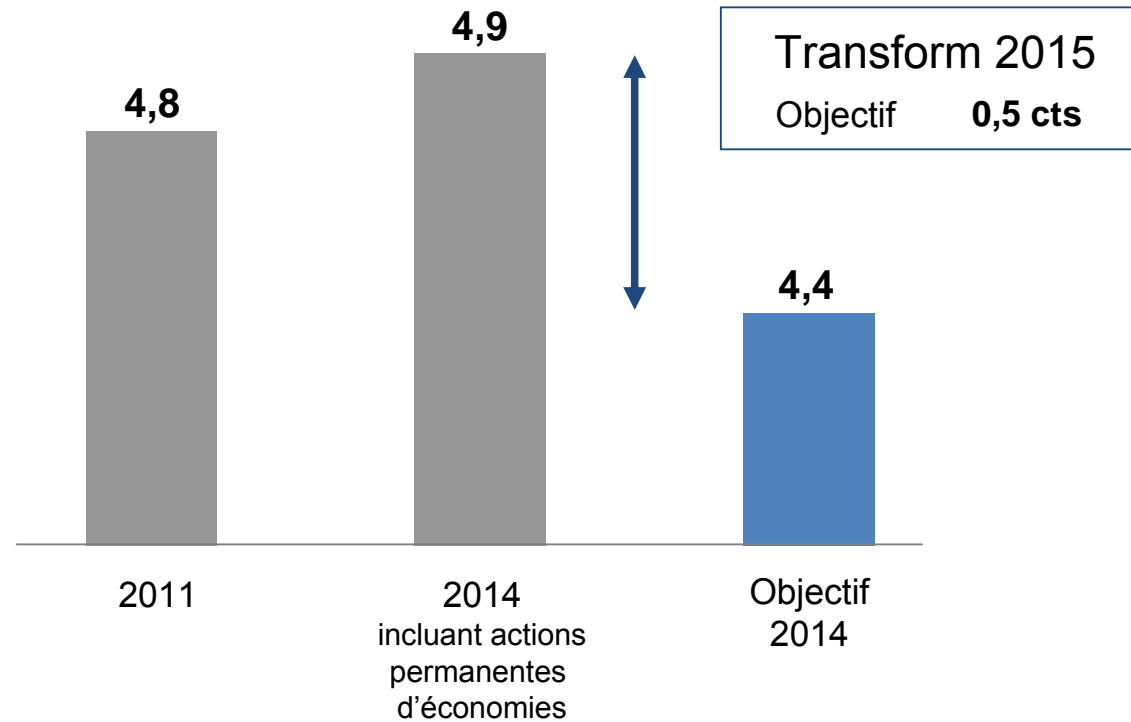 4,9
Transform 2015
Objectif 0,5 cts
4,8
4,4
2011
2014
incluant actions
permanentes
d'économies
Objectif
2014